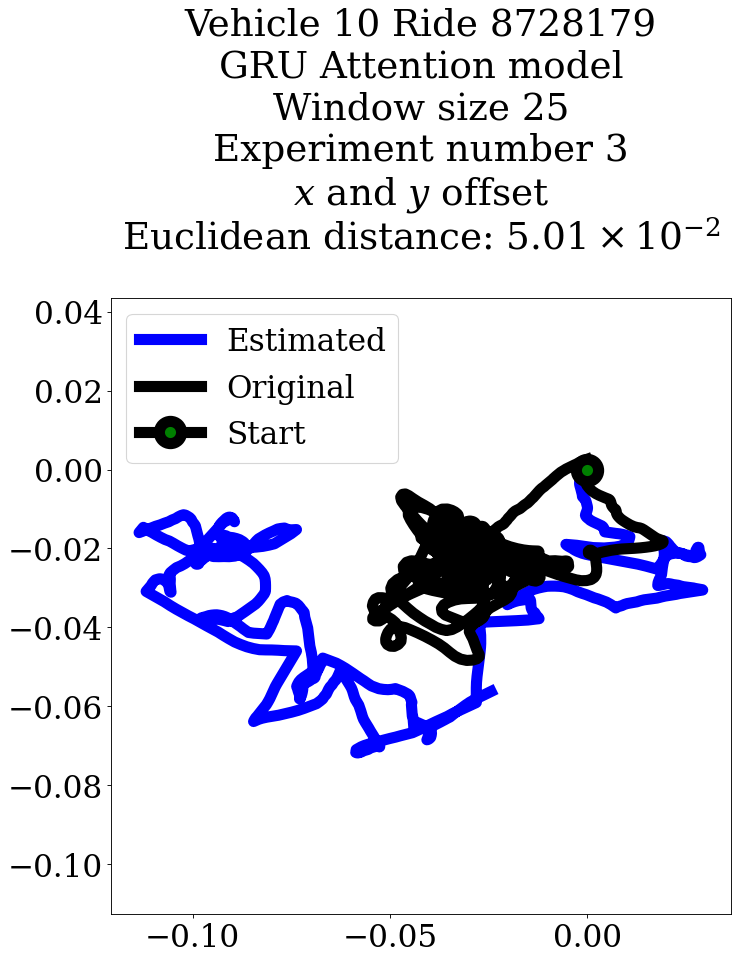 Vehicle 10 Ride 8728179
GRU Attention model
Window size 25
Experiment number 3
x and y offset
Euclidean distance: 5.01 × 10⁻²
Estimated
Original
Start
0.04
0.02
0.00
−0.02
−0.04
−0.06
−0.08
−0.10
−0.10 −0.05 0.00